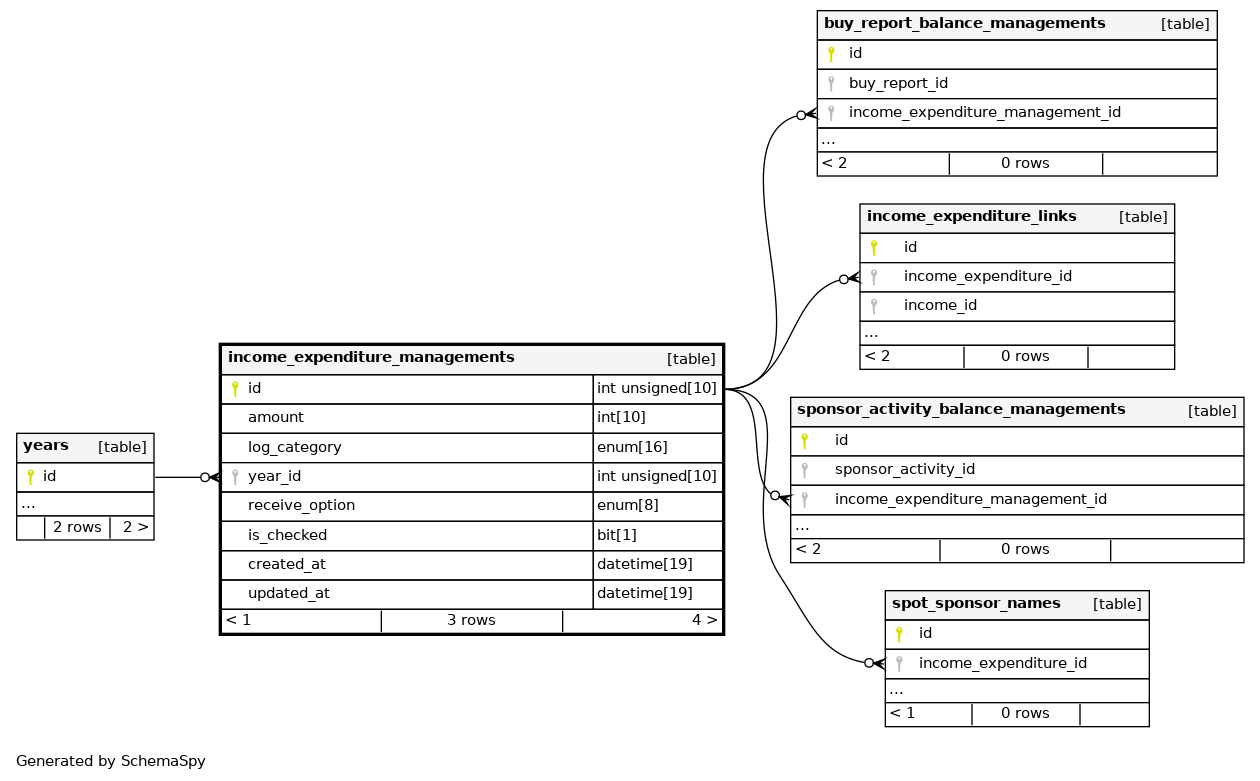 buy_report_balance_managements [table]
id
buy_report_id
income_expenditure_management_id
...
< 2 0 rows
income_expenditure_links [table]
id
income_expenditure_id
income_id
...
< 2 0 rows
income_expenditure_managements [table]
id int unsigned[10]
amount int[10]
log_category enum[16]
year_id int unsigned[10]
receive_option enum[8]
is_checked bit[1]
created_at datetime[19]
updated_at datetime[19]
< 1 3 rows 4 >
years [table]
id
...
2 rows 2 >
sponsor_activity_balance_managements [table]
id
sponsor_activity_id
income_expenditure_management_id
...
< 2 0 rows
spot_sponsor_names [table]
id
income_expenditure_id
...
< 1 0 rows
Generated by SchemaSpy